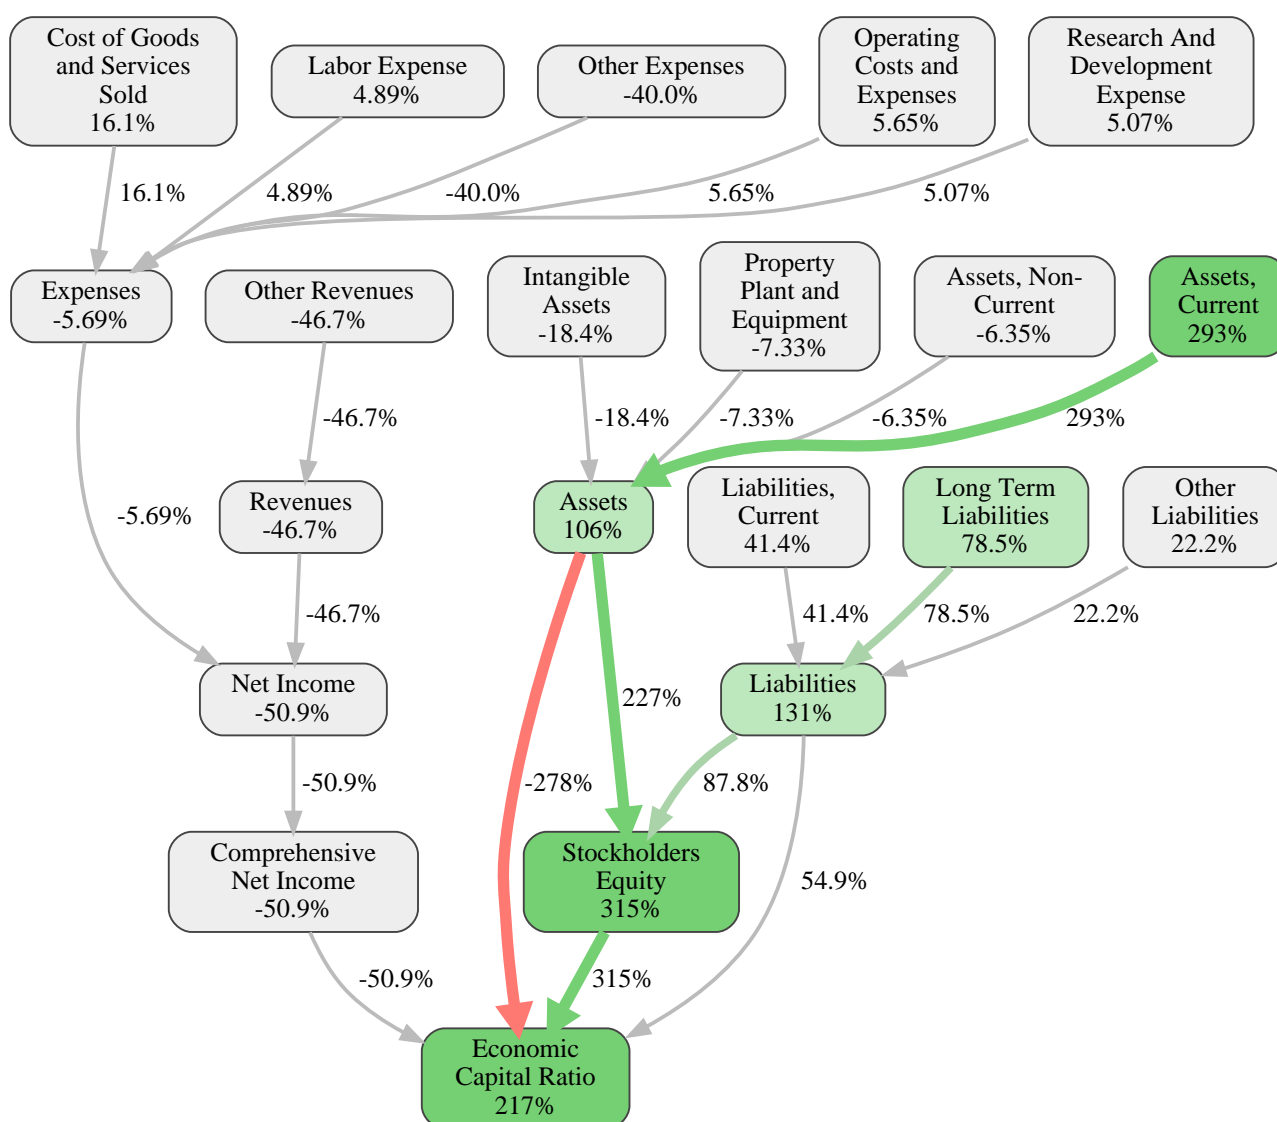 Cost of Goods
and Services
Sold
16.1%
Labor Expense
4.89%
Other Expenses
-40.0%
Operating
Costs and
Expenses
5.65%
Research And
Development
Expense
5.07%
16.1%
4.89%
-40.0%
5.65%
5.07%
Expenses
-5.69%
Other Revenues
-46.7%
Intangible
Assets
-18.4%
Property
Plant and
Equipment
-7.33%
Assets, Non-
Current
-6.35%
Assets,
Current
293%
-46.7%
-18.4%
-7.33%
-6.35%
293%
-5.69%
Revenues
-46.7%
Assets
106%
Liabilities,
Current
41.4%
Long Term
Liabilities
78.5%
Other
Liabilities
22.2%
-46.7%
41.4%
78.5%
22.2%
Net Income
-50.9%
227%
Liabilities
131%
-50.9%
-278%
87.8%
Comprehensive
Net Income
-50.9%
Stockholders
Equity
315%
54.9%
-50.9%
315%
Economic
Capital Ratio
217%